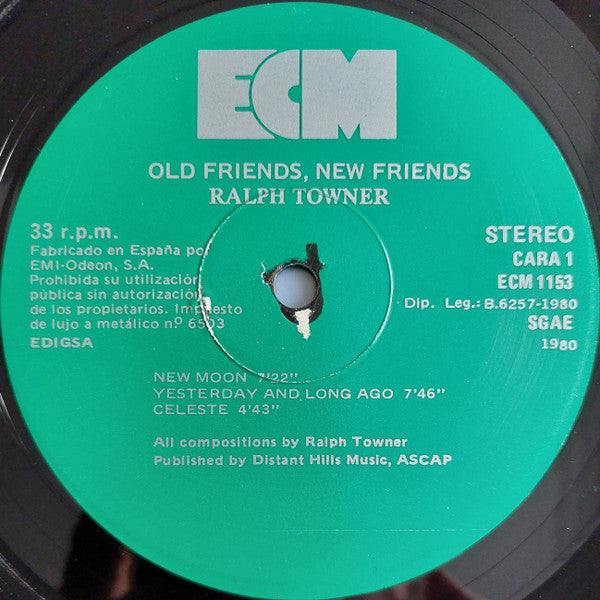 ECM
OLD FRIENDS, NEW FRIENDS
RALPH TOWNER
33 r.p.m.
Fabricado en España por
EMI-Odeon, S.A.
Prohibida su utilización
pública sin autorización
de los propietarios. Impuesto
de lujo a metálico nº 6503
EDIGSA
STEREO
CARA 1
ECM 1153
Dip. Leg.: B.6257-1980
SGAE
1980
NEW MOON 7'22"
YESTERDAY AND LONG AGO 7'46"
CELESTE 4'43"
All compositions by Ralph Towner
Published by Distant Hills Music, ASCAP